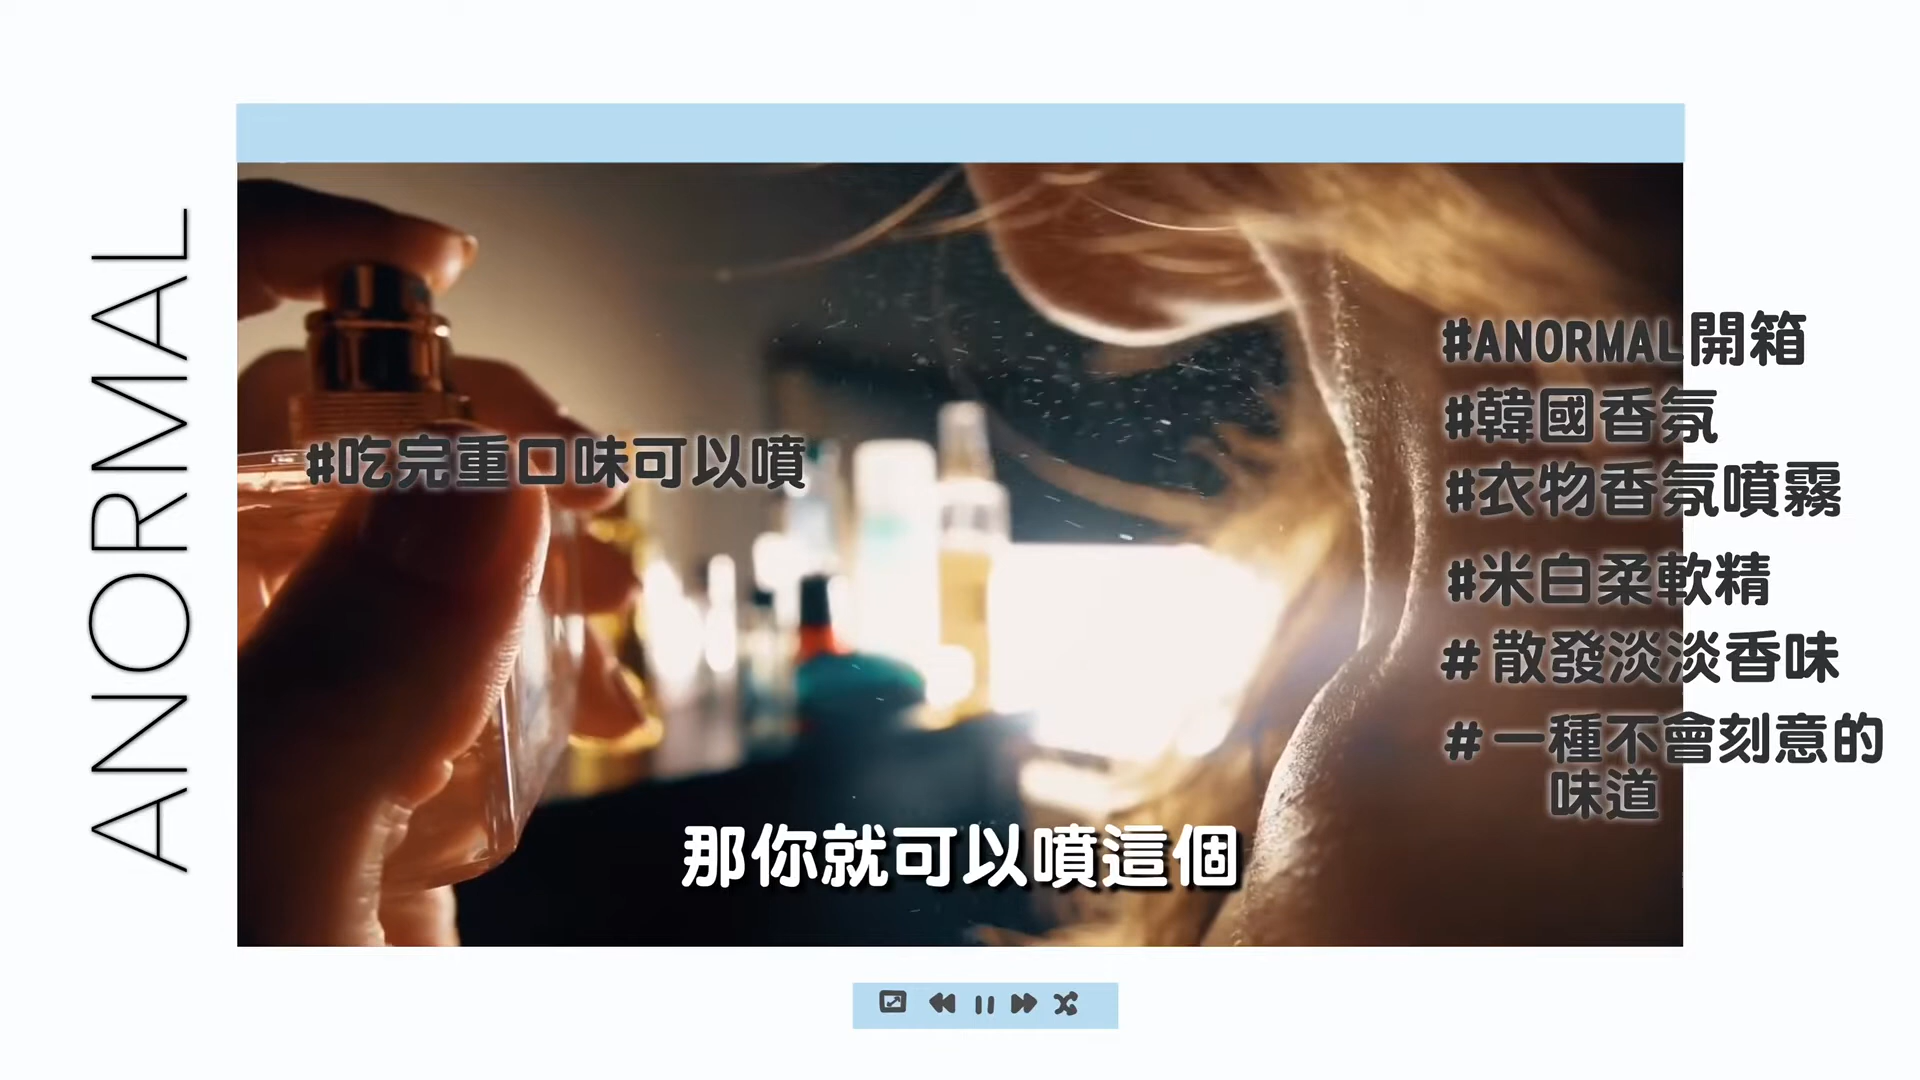 ANORMAL
#ANORMAL開箱
#韓國香氛
#吃完重口味可以噴
#衣物香氛噴霧
#米白柔軟精
# 散發淡淡香味
# 一種不會刻意的
味道
那你就可以噴這個